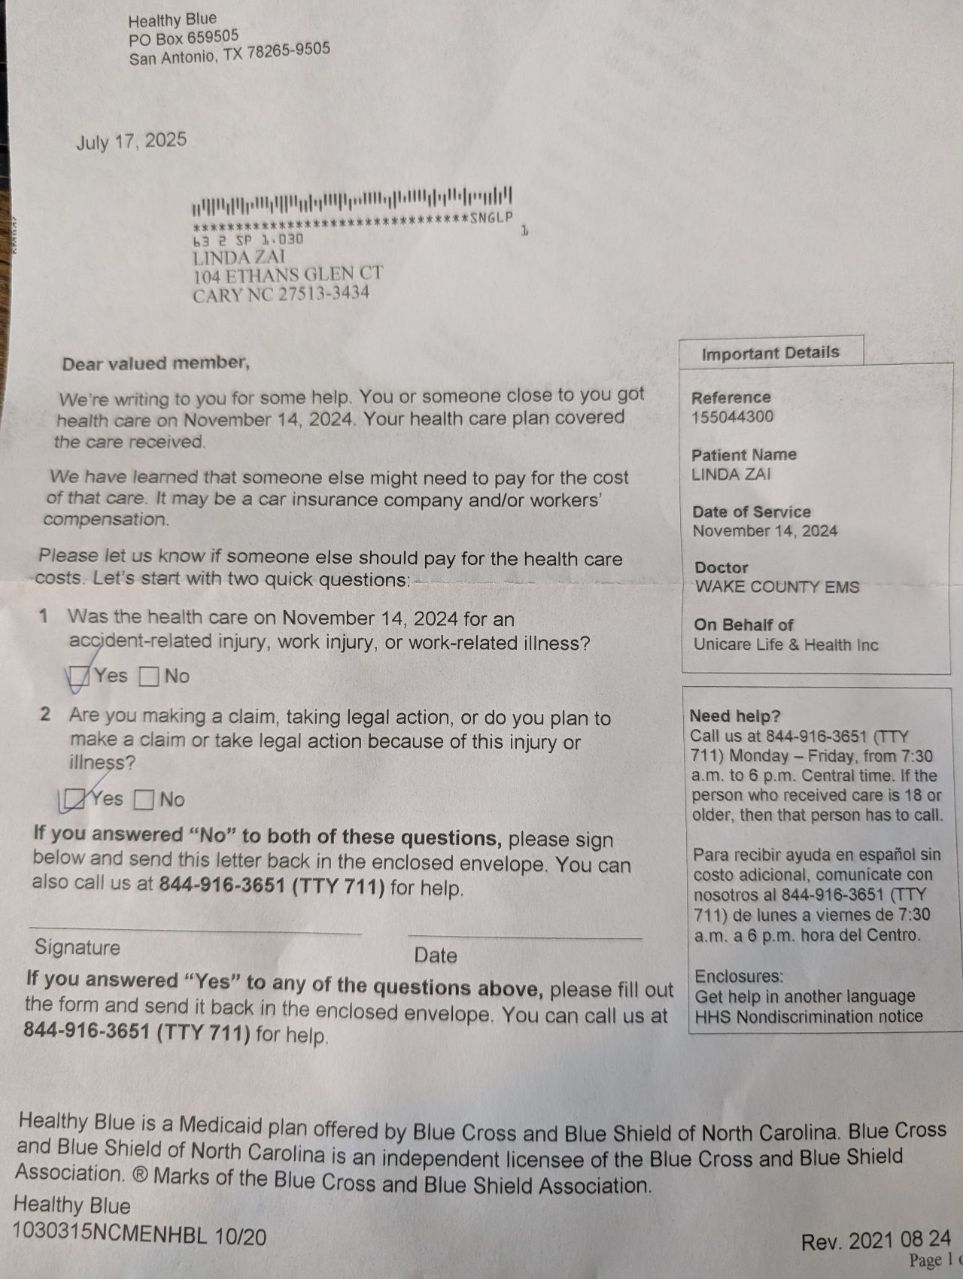 Healthy Blue
PO Box 659505
San Antonio, TX 78265-9505
July 17, 2025
*********************************SNGLP
1
63 2 SP 1.030
LINDA ZAI
104 ETHANS GLEN CT
CARY NC 27513-3434
Dear valued member,
We're writing to you for some help. You or someone close to you got
health care on November 14, 2024. Your health care plan covered
the care received.
We have learned that someone else might need to pay for the cost
of that care. It may be a car insurance company and/or workers'
compensation.
Please let us know if someone else should pay for the health care
costs. Let's start with two quick questions:
1 Was the health care on November 14, 2024 for an
accident-related injury, work injury, or work-related illness?
Yes No
2 Are you making a claim, taking legal action, or do you plan to
make a claim or take legal action because of this injury or
illness?
Yes No
If you answered “No” to both of these questions, please sign
below and send this letter back in the enclosed envelope. You can
also call us at 844-916-3651 (TTY 711) for help.
Signature Date
If you answered “Yes” to any of the questions above, please fill out
the form and send it back in the enclosed envelope. You can call us at
844-916-3651 (TTY 711) for help.
Important Details
Reference
155044300
Patient Name
LINDA ZAI
Date of Service
November 14, 2024
Doctor
WAKE COUNTY EMS
On Behalf of
Unicare Life & Health Inc
Need help?
Call us at 844-916-3651 (TTY
711) Monday – Friday, from 7:30
a.m. to 6 p.m. Central time. If the
person who received care is 18 or
older, then that person has to call.
Para recibir ayuda en español sin
costo adicional, comunicate con
nosotros al 844-916-3651 (TTY
711) de lunes a viernes de 7:30
a.m. a 6 p.m. hora del Centro.
Enclosures:
Get help in another language
HHS Nondiscrimination notice
Healthy Blue is a Medicaid plan offered by Blue Cross and Blue Shield of North Carolina. Blue Cross
and Blue Shield of North Carolina is an independent licensee of the Blue Cross and Blue Shield
Association. ® Marks of the Blue Cross and Blue Shield Association.
Healthy Blue
1030315NCMENHBL 10/20
Rev. 2021 08 24
Page 1